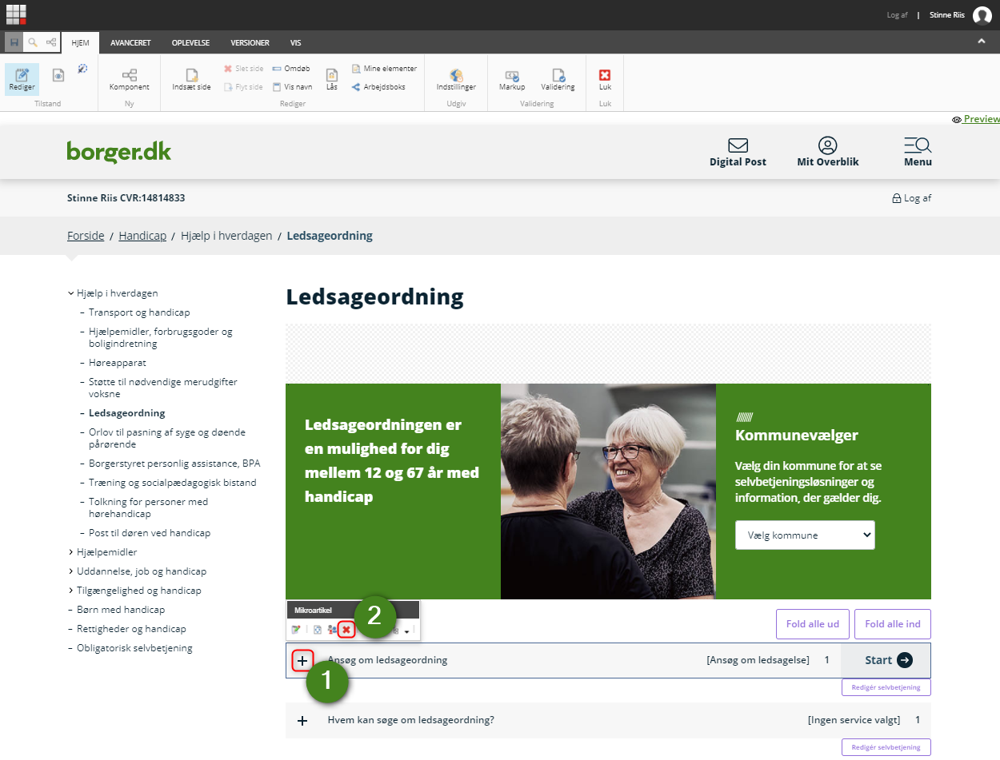 Log af | Stinne Riis
HJEM AVANCERET OPLEVELSE VERSIONER VIS
Rediger
Tilstand
Komponent
Ny
Indsæt side
Slet side
Flyt side
Omdøb
Vis navn
Lås
Mine elementer
Arbejdsboks
Rediger
Indstillinger
Udgiv
Markup
Validering
Validering
Luk
Luk
Preview
borger.dk
Digital Post
Mit Overblik
Menu
Stinne Riis CVR:14814833
Log af
Forside / Handicap / Hjælp i hverdagen / Ledsageordning
Hjælp i hverdagen
– Transport og handicap
– Hjælpemidler, forbrugsgoder og
boligindretning
– Høreapparat
– Støtte til nødvendige merudgifter
voksne
– Ledsageordning
– Orlov til pasning af syge og døende
pårørende
– Borgerstyret personlig assistance, BPA
– Træning og socialpædagogisk bistand
– Tolkning for personer med
hørehandicap
– Post til døren ved handicap
Hjælpemidler
Uddannelse, job og handicap
Tilgængelighed og handicap
– Børn med handicap
– Rettigheder og handicap
– Obligatorisk selvbetjening
Ledsageordning
Ledsageordningen er
en mulighed for dig
mellem 12 og 67 år med
handicap
Kommunevælger
Vælg din kommune for at se
selvbetjeningsløsninger og
information, der gælder dig.
Vælg kommune
Mikroartikel
2
Fold alle ud
Fold alle ind
Ansøg om ledsageordning
[Ansøg om ledsagelse] 1
Start
1
Redigér selvbetjening
Hvem kan søge om ledsageordning?
[Ingen service valgt] 1
Redigér selvbetjening